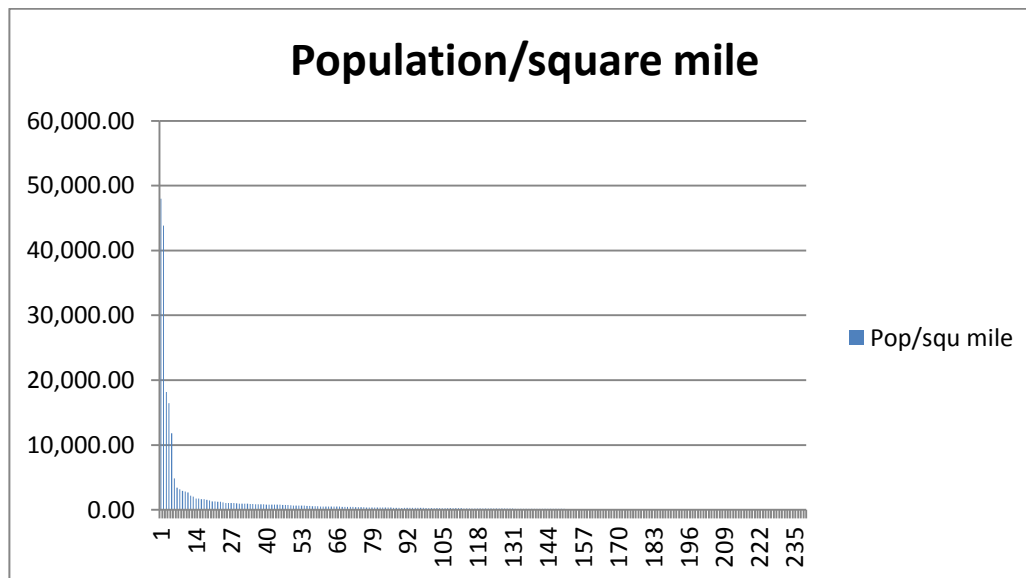 Population/square mile
60,000.00
50,000.00
40,000.00
30,000.00
20,000.00
10,000.00
0.00
Pop/squ mile
1 14 27 40 53 66 79 92 105 118 131 144 157 170 183 196 209 222 235